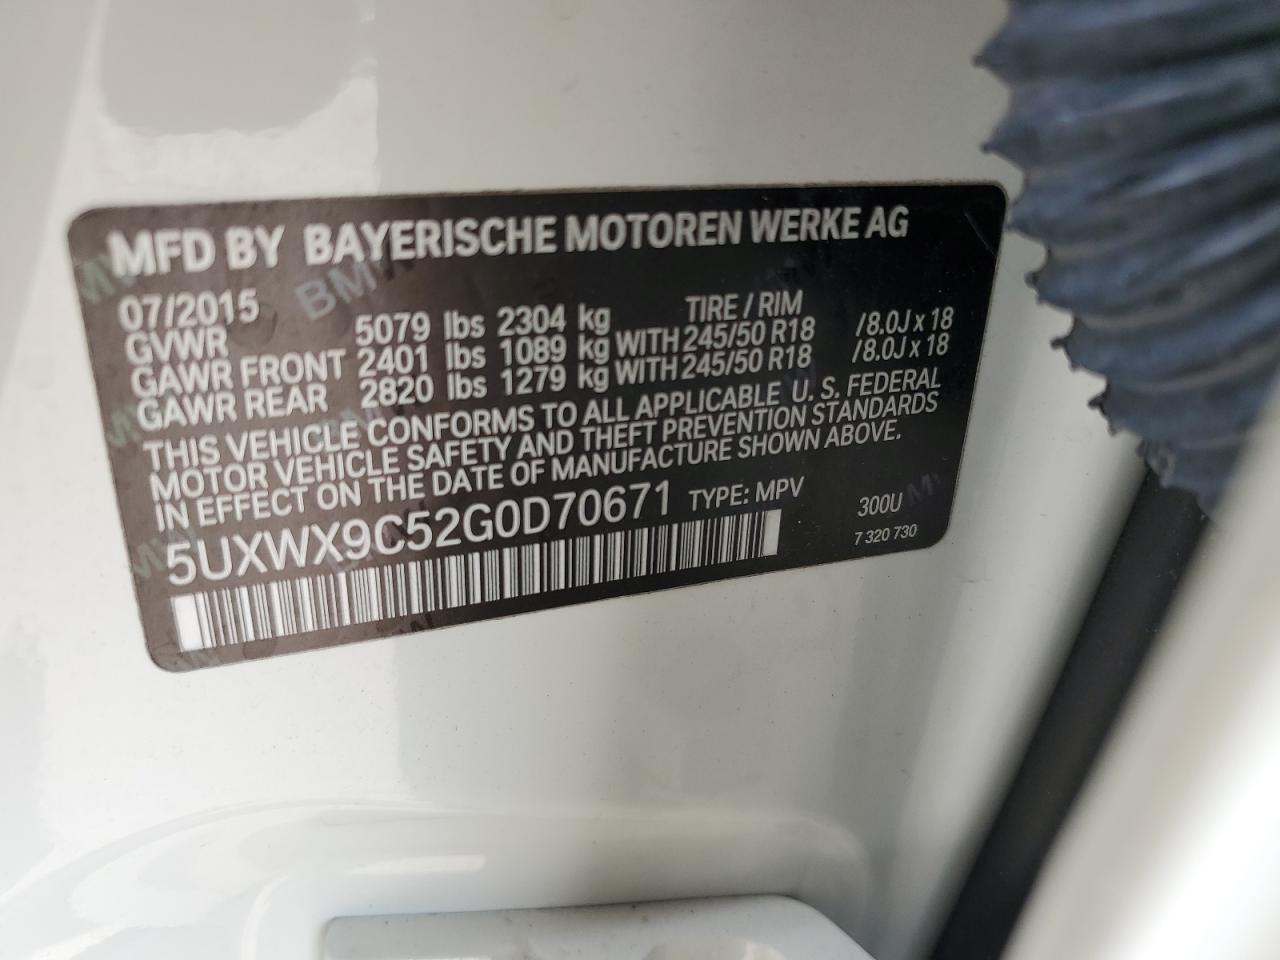 MFD BY BAYERISCHE MOTOREN WERKE AG
07/2015 TIRE / RIM
GVWR 5079 lbs 2304 kg
GAWR FRONT 2401 lbs 1089 kg WITH 245/50 R18 /8.0J x 18
GAWR REAR 2820 lbs 1279 kg WITH 245/50 R18 /8.0J x 18
THIS VEHICLE CONFORMS TO ALL APPLICABLE U. S. FEDERAL
MOTOR VEHICLE SAFETY AND THEFT PREVENTION STANDARDS
IN EFFECT ON THE DATE OF MANUFACTURE SHOWN ABOVE.
5UXWX9C52G0D70671 TYPE: MPV 300U
7 320 730